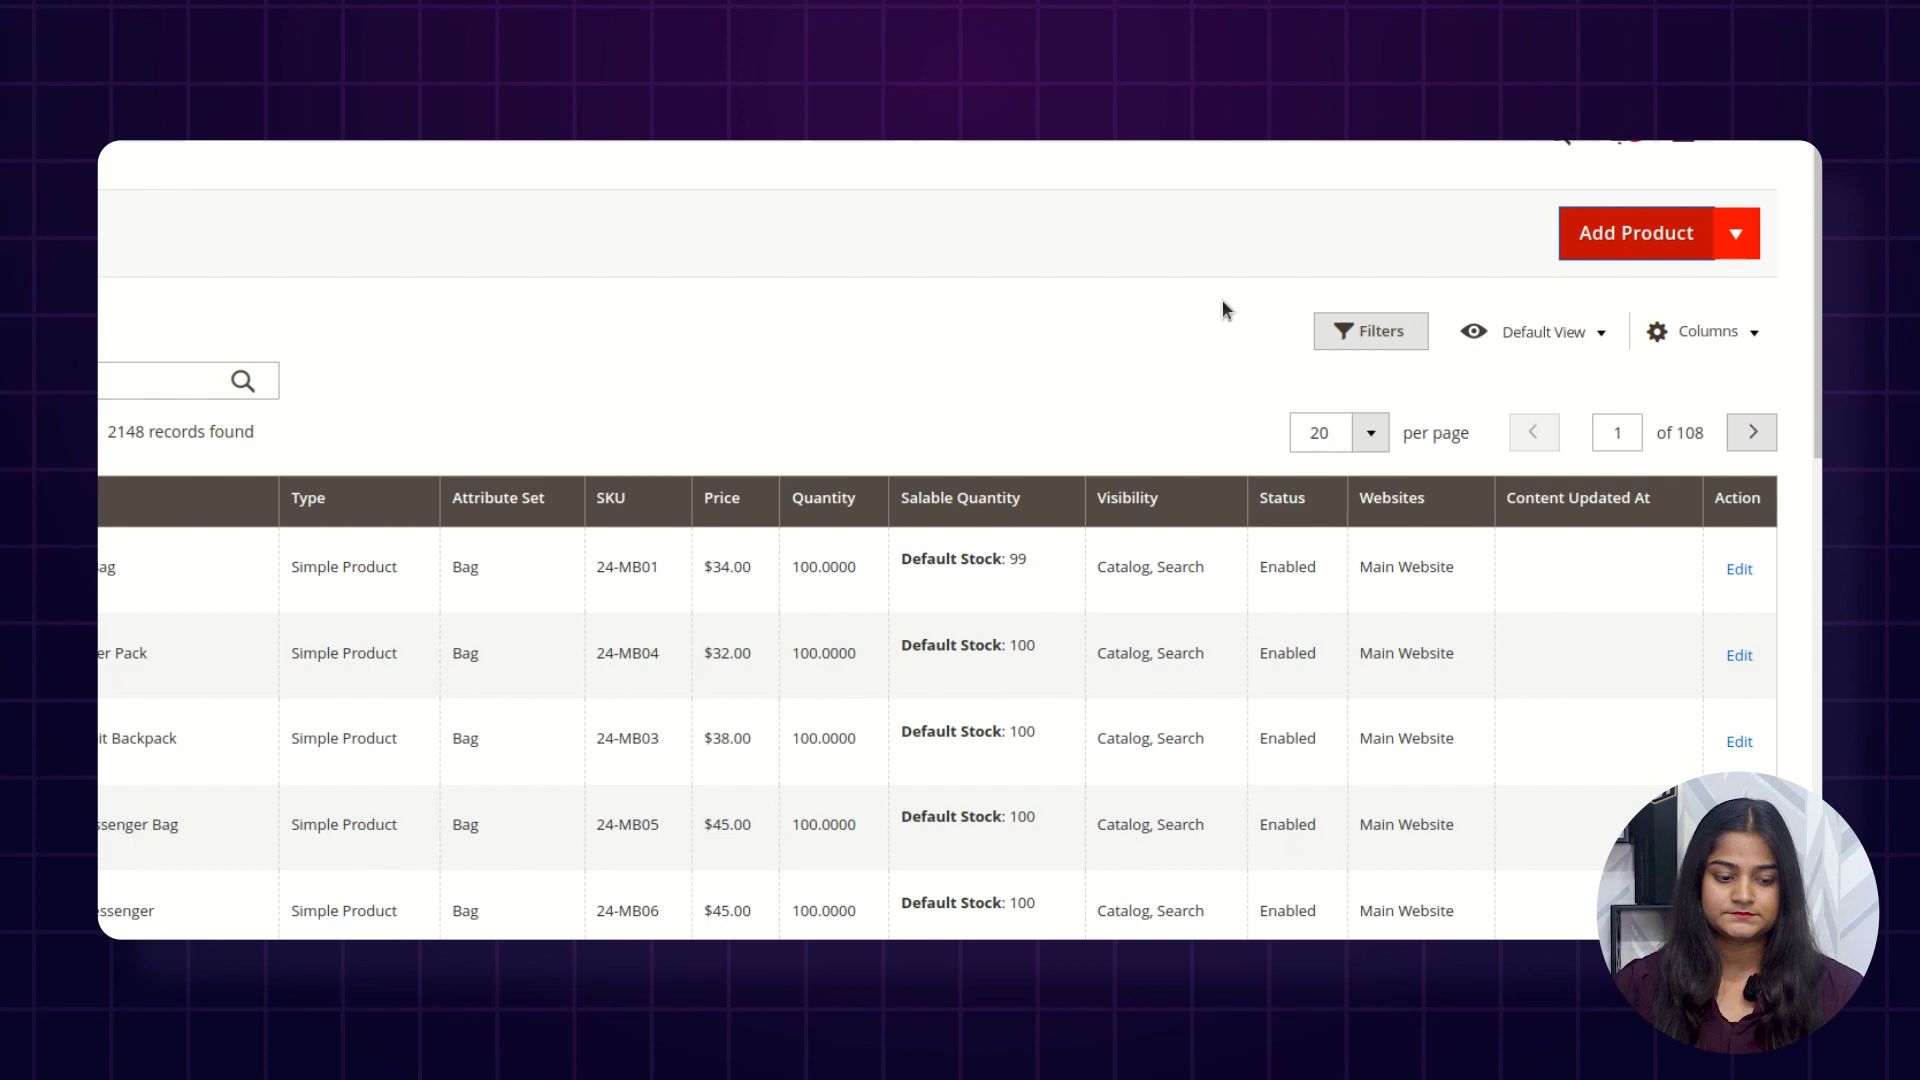 Add Product
Filters
Default View
Columns
2148 records found
20 per page 1 of 108
Type Attribute Set SKU Price Quantity Salable Quantity Visibility Status Websites Content Updated At Action
ag Simple Product Bag 24-MB01 $34.00 100.0000 Default Stock: 99 Catalog, Search Enabled Main Website Edit
er Pack Simple Product Bag 24-MB04 $32.00 100.0000 Default Stock: 100 Catalog, Search Enabled Main Website Edit
it Backpack Simple Product Bag 24-MB03 $38.00 100.0000 Default Stock: 100 Catalog, Search Enabled Main Website Edit
ssenger Bag Simple Product Bag 24-MB05 $45.00 100.0000 Default Stock: 100 Catalog, Search Enabled Main Website
essenger Simple Product Bag 24-MB06 $45.00 100.0000 Default Stock: 100 Catalog, Search Enabled Main Website